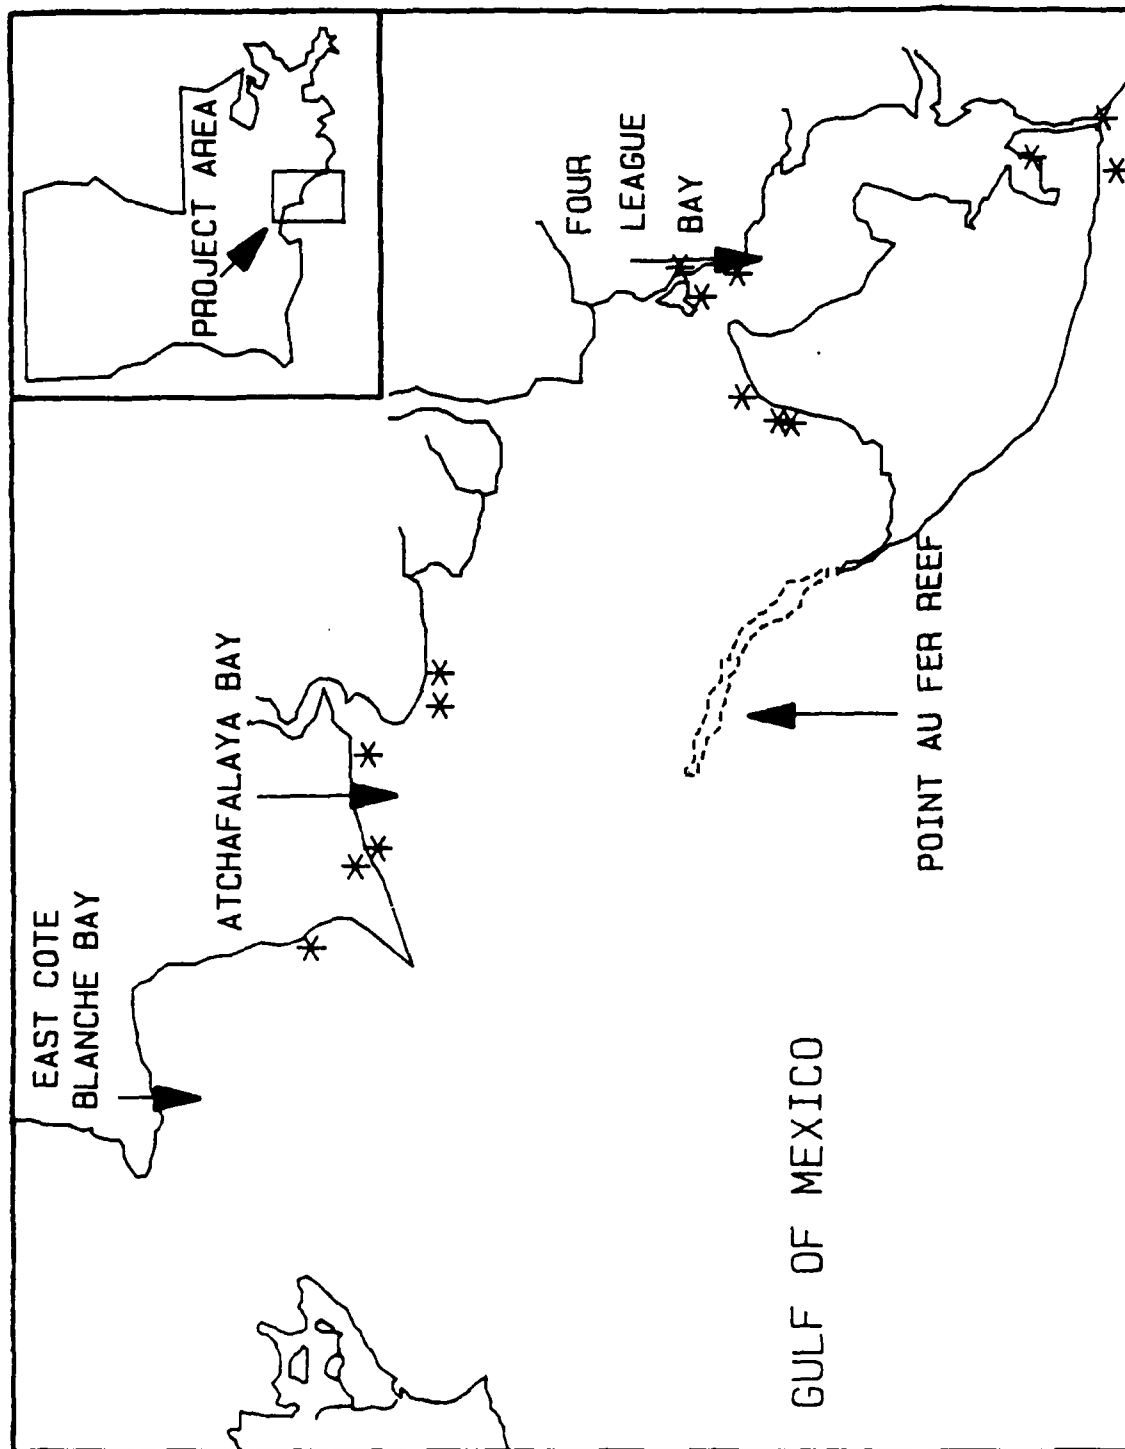 PROJECT AREA
EAST COTE
BLANCHE BAY
ATCHAFALAYA BAY
FOUR
LEAGUE
BAY
POINT AU FER REEF
GULF OF MEXICO